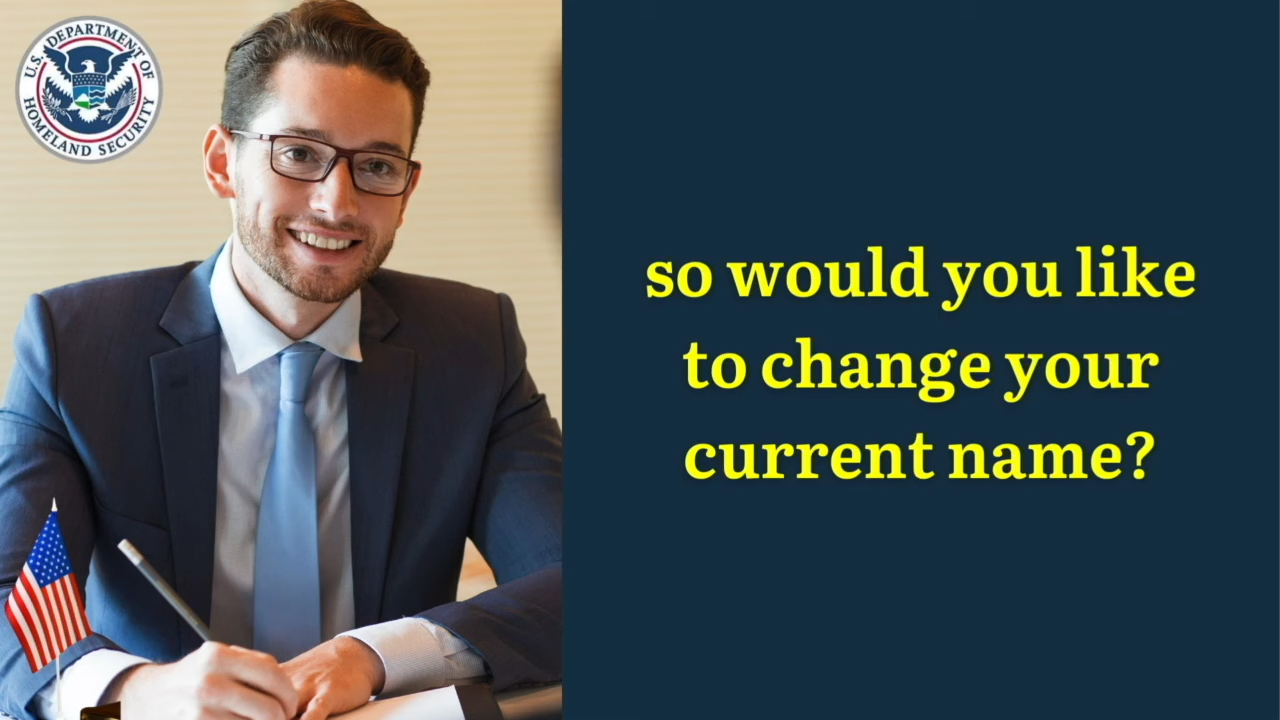 U.S. DEPARTMENT OF
HOMELAND SECURITY
so would you like
to change your
current name?